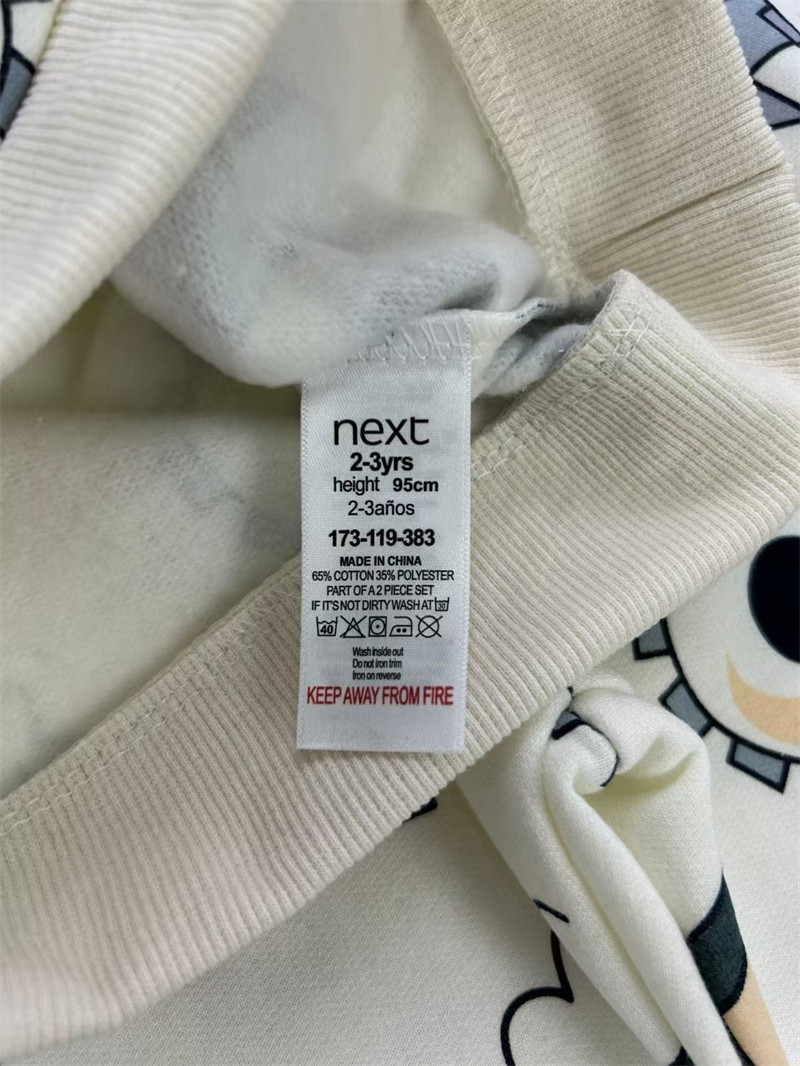 next
2-3yrs
height 95cm
2-3años
173-119-383
MADE IN CHINA
65% COTTON 35% POLYESTER
PART OF A 2 PIECE SET
IF IT'S NOT DIRTY WASH AT 30
40
Wash inside out
Do not iron trim
Iron on reverse
KEEP AWAY FROM FIRE